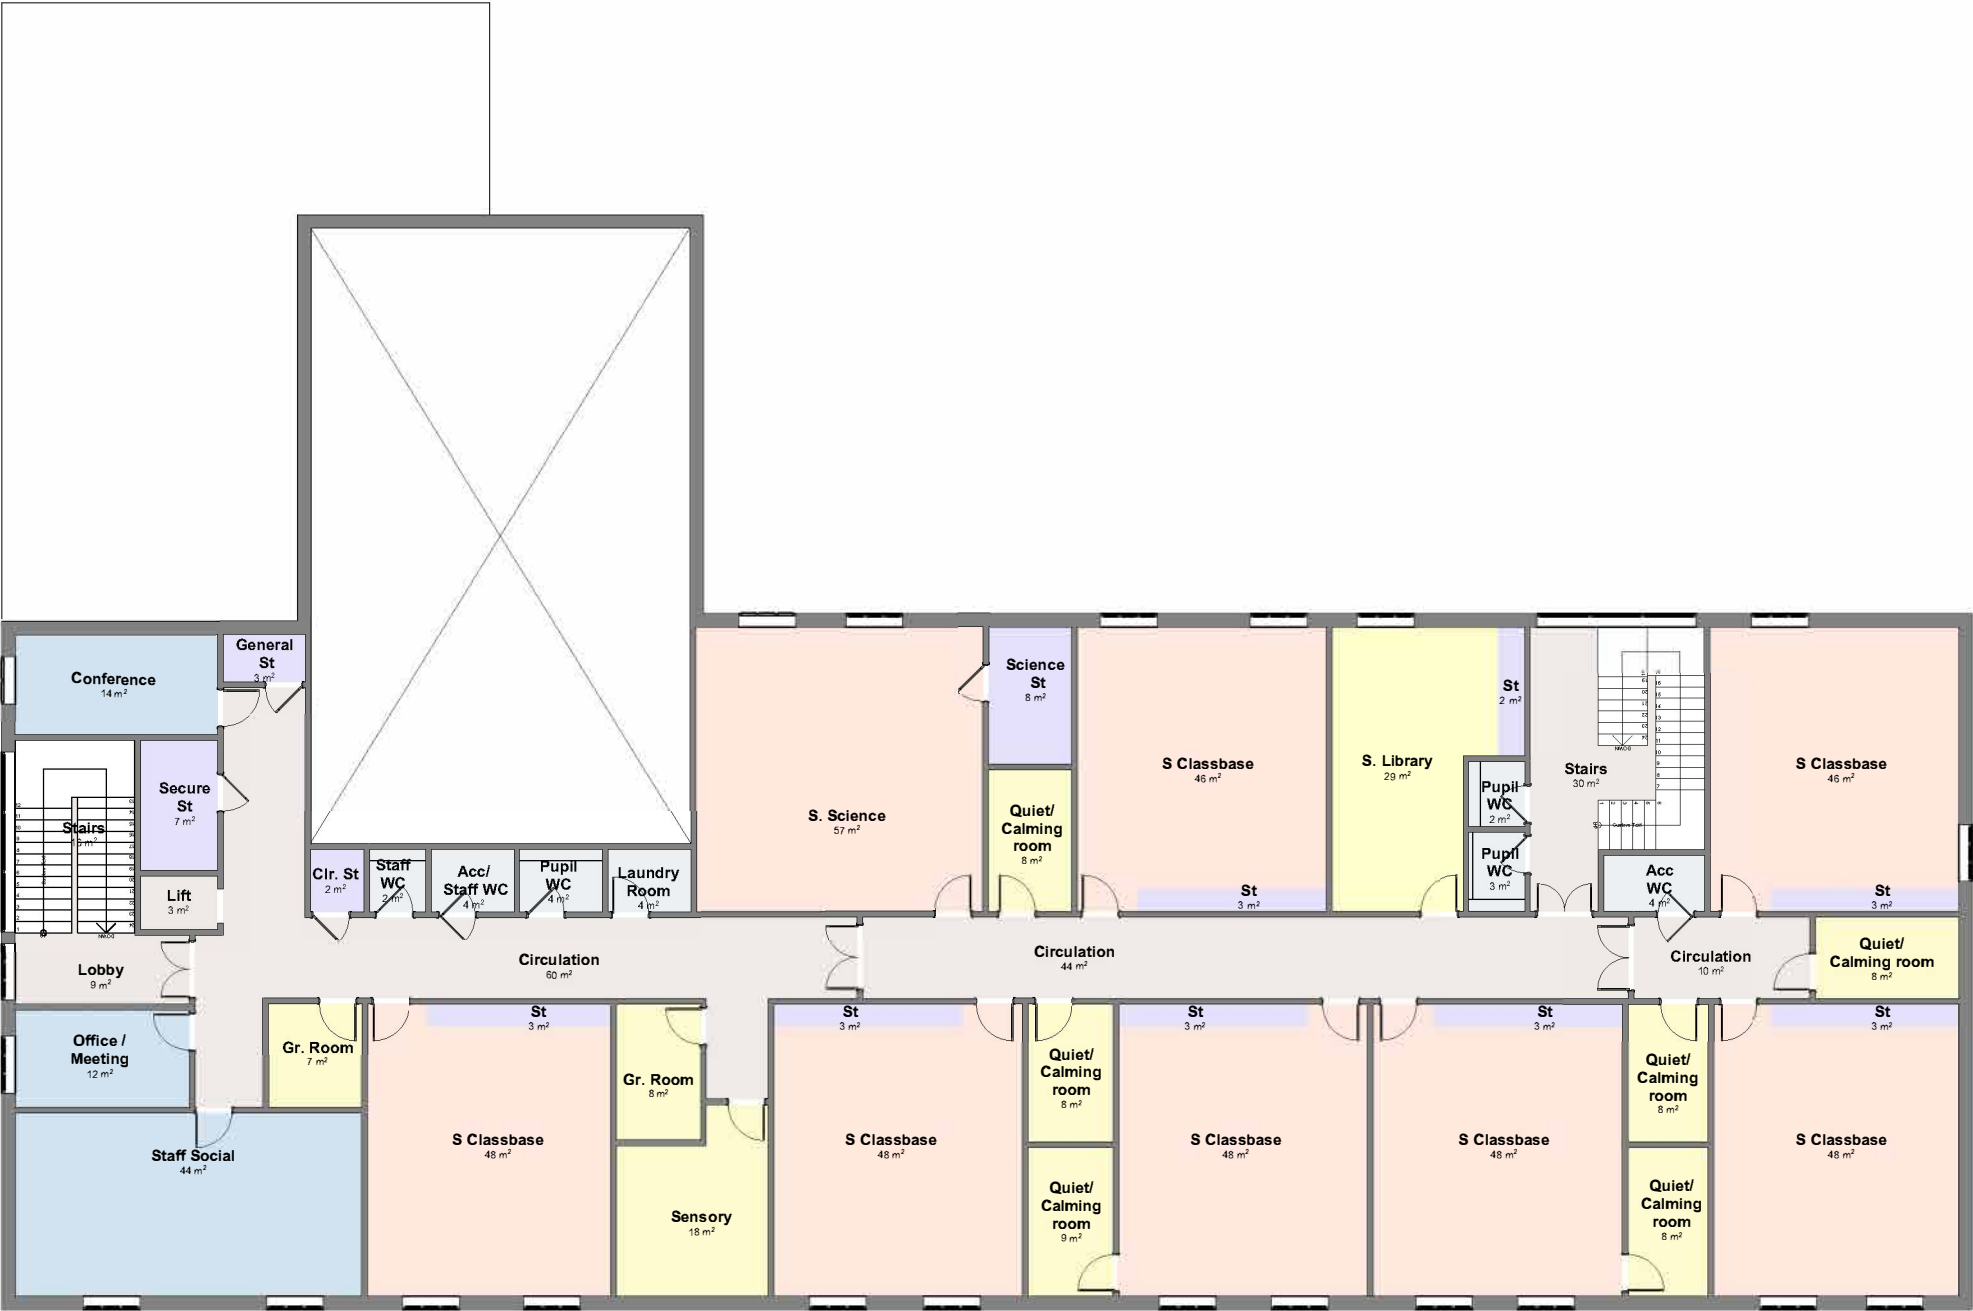 General
St
3 m²
Conference
14 m²
Science
St
8 m²
St
2 m²
Secure
St
7 m²
Stairs
S Classbase
46 m²
S. Library
29 m²
Stairs
30 m²
S Classbase
46 m²
Pupil
WC
2 m²
S. Science
57 m²
Quiet/
Calming
room
8 m²
Pupil
WC
3 m²
Lift
3 m²
Clr. St
2 m²
Staff
WC
2 m²
Acc/
Staff WC
4 m²
Pupil
WC
4 m²
Laundry
Room
4 m²
St
3 m²
Acc
WC
4 m²
St
3 m²
DOWN
DOWN
Lobby
9 m²
Circulation
60 m²
Circulation
44 m²
Circulation
10 m²
Quiet/
Calming room
8 m²
Office /
Meeting
12 m²
Gr. Room
7 m²
St
3 m²
Gr. Room
8 m²
St
3 m²
Quiet/
Calming
room
8 m²
St
3 m²
St
3 m²
Quiet/
Calming
room
8 m²
St
3 m²
Staff Social
44 m²
S Classbase
48 m²
Sensory
18 m²
S Classbase
48 m²
Quiet/
Calming
room
9 m²
S Classbase
48 m²
S Classbase
48 m²
Quiet/
Calming
room
8 m²
S Classbase
48 m²